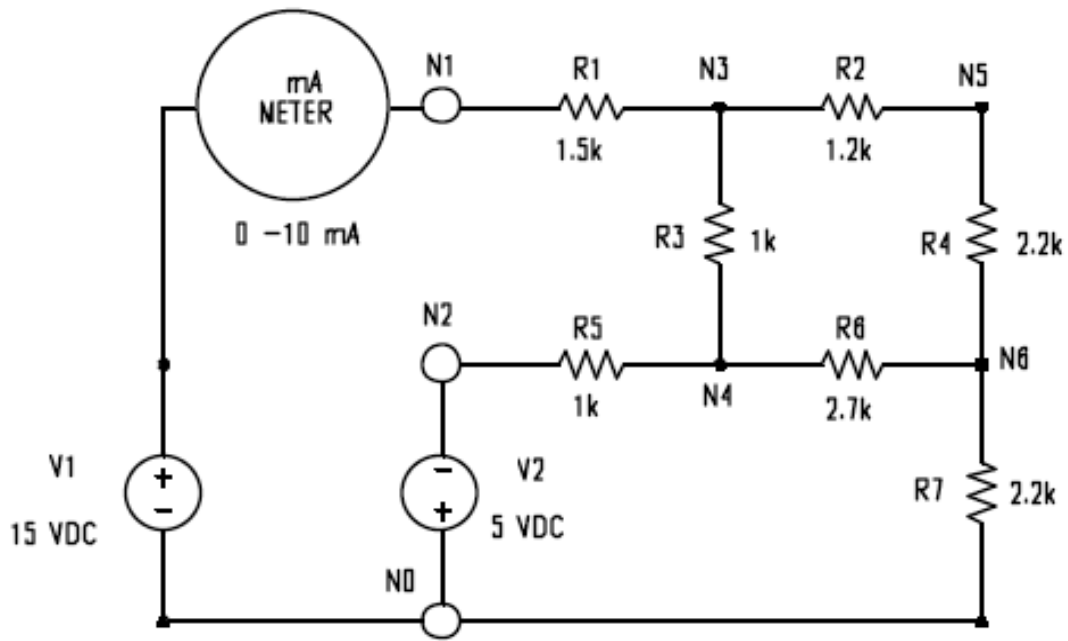 mA
NETER
0 -10 mA
N1
R1
1.5k
N3
R2
1.2k
N5
R3
1k
R4
2.2k
N2
R5
1k
N4
R6
2.7k
N6
V1
+
-
15 VDC
-
+
V2
5 VDC
R7
2.2k
N0